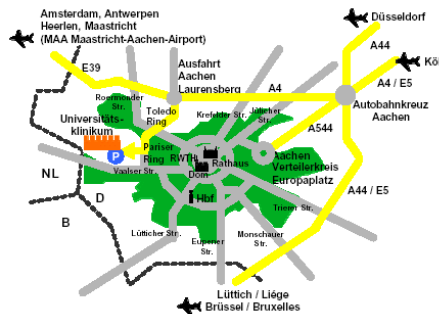 Amsterdam, Antwerpen
Heerlen, Maastricht
(MAA Maastricht-Aachen-Airport)
Düsseldorf
A44
Kö
E39
Ausfahrt
Aachen
Laurensberg
A4
A4 / E5
Roermonder
Str.
Toledo
Ring
Krefelder Str.
Jülicher
Str.
Autobahnkreuz
Aachen
Universitäts-
klinikum
A544
P
Pariser
Ring
RWTH
Rathaus
Aachen
Verteilerkreis
Europaplatz
Vaalser Str.
Dom
NL
D
B
Hbf
A44 / E5
Trierer Str.
Lütticher Str.
Monschauer
Str.
Eupener
Str.
Lüttich / Liége
Brüssel / Bruxelles